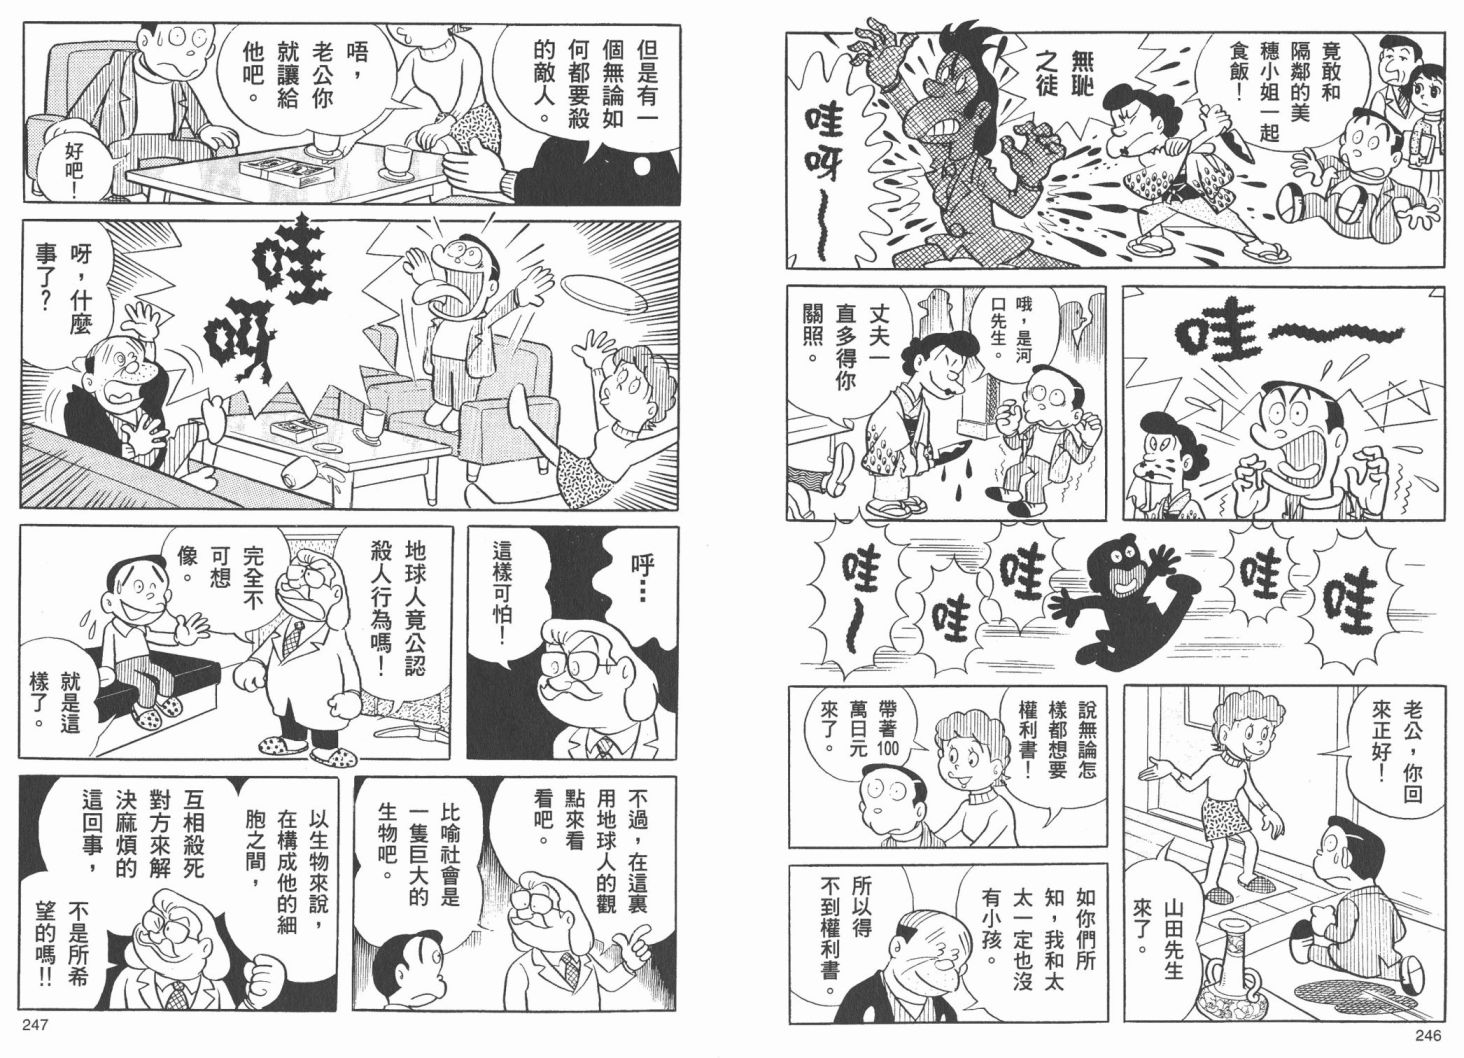 竟敢和
隔鄰的美
穗小姐一起
食飯！
無恥
之徒
哇
呀～
哇～
哦，是河
口先生。
丈夫一
直多得你
關照。
哇
哇
哇
哇
哇～
老公，你回
來正好！
山田先生
來了。
說無論怎
樣都想要
權利書！
帶著100
萬日元
來了。
如你們所
知，我和太
太一定也沒
有小孩。
所以得
不到權利書。
246
但是有一
個無論如
何都要殺
的敵人。
唔，
老公你
就讓給
他吧。
好吧！
哇
呀
呀，什麼
事了？
呼…
這樣可怕！
地球人竟公認
殺人行為嗎！
完全不
可想
像。
就是這
樣了。
不過，在這裏
用地球人的觀
點來看
看吧。
比喻社會是
一隻巨大的
生物吧。
以生物來說，
在構成他的細
胞之間，
互相殺死
對方來解
決麻煩的
這回事，
不是所希
望的嗎!!
247